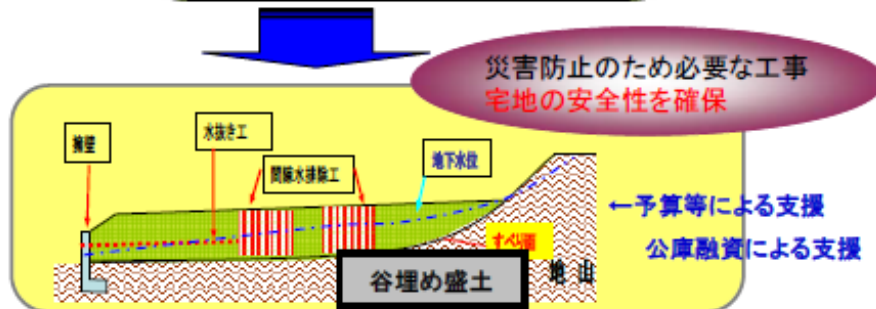 災害防止のため必要な工事
宅地の安全性を確保
擁壁
水抜き工
間隙水排除工
地下水位
←予算等による支援
すべり面
公庫融資による支援
地山
谷埋め盛土